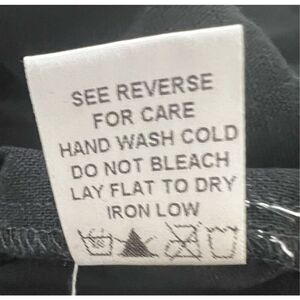 SEE REVERSE
FOR CARE
HAND WASH COLD
DO NOT BLEACH
LAY FLAT TO DRY
IRON LOW